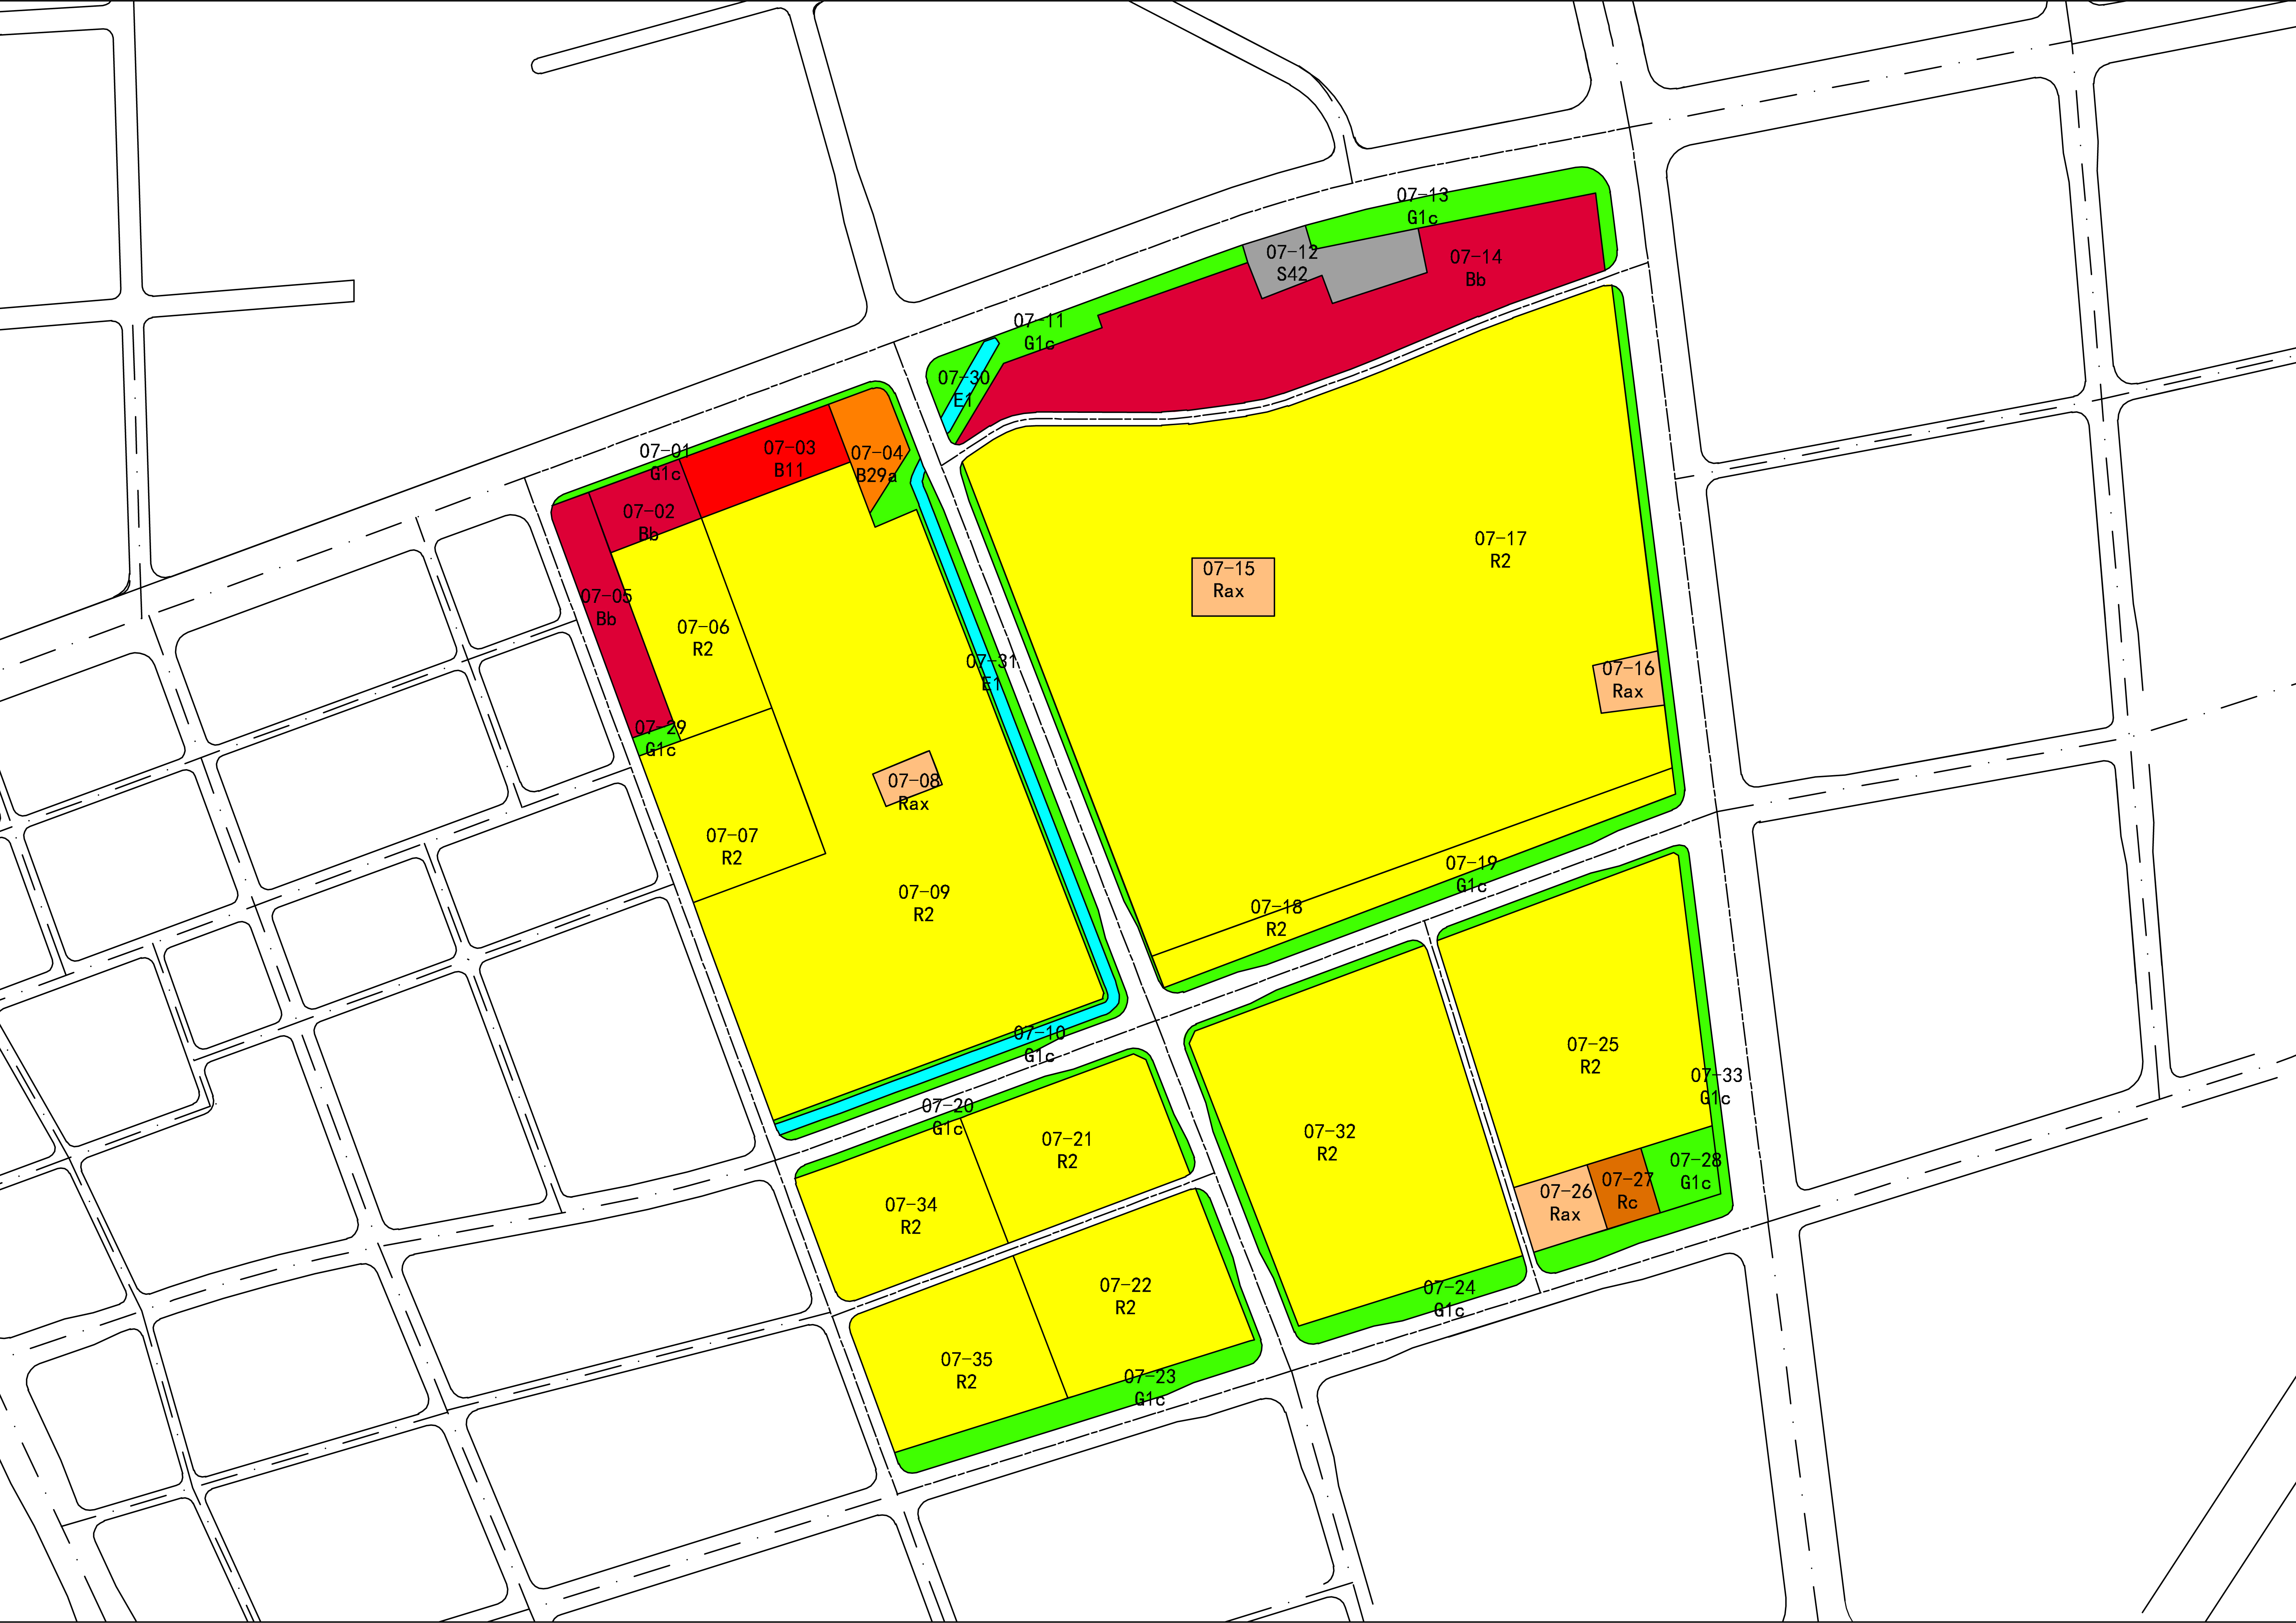 07-13
G1c
07-12
S42
07-14
Bb
07-11
G1c
07-30
E1
07-01
G1c
07-03
B11
07-04
B29a
07-02
Bb
07-05
Bb
07-06
R2
07-17
R2
07-15
Rax
07-16
Rax
07-31
E1
07-29
G1c
07-08
Rax
07-07
R2
07-09
R2
07-19
G1c
07-18
R2
07-10
G1c
07-25
R2
07-33
G1c
07-20
G1c
07-21
R2
07-32
R2
07-34
R2
07-26
Rax
07-27
Rc
07-28
G1c
07-22
R2
07-24
G1c
07-35
R2
07-23
G1c